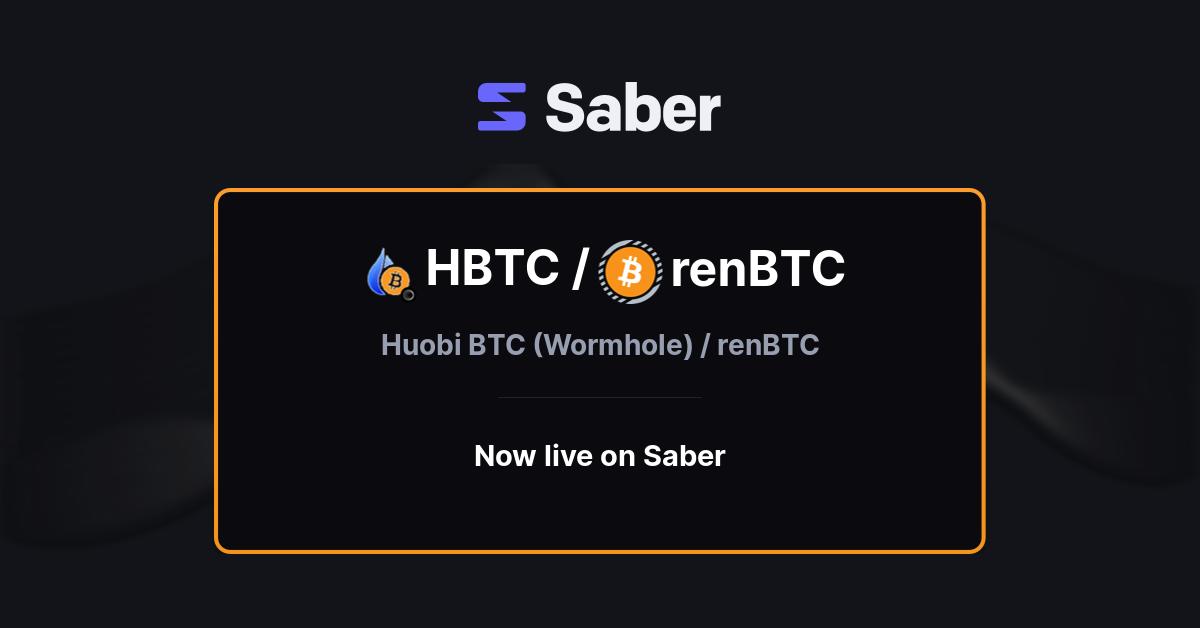 Saber
HBTC / renBTC
Huobi BTC (Wormhole) / renBTC
Now live on Saber